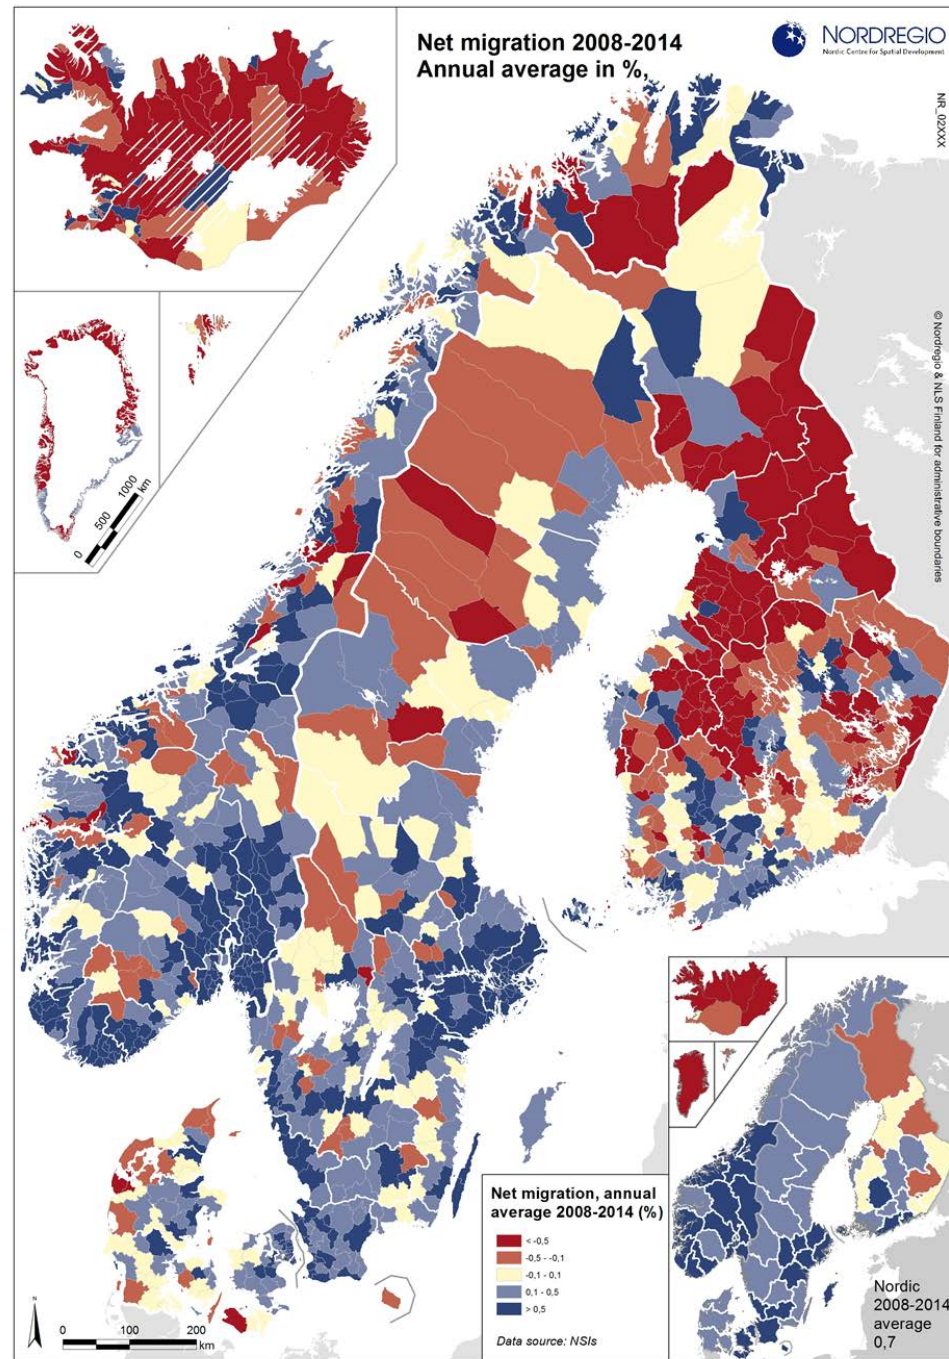 Net migration 2008-2014
Annual average in %,
NORDREGIO
Nordic Centre for Spatial Development
NR_02XXX
© Nordregio & NLS Finland for administrative boundaries
0 500 1000
km
Net migration, annual
average 2008-2014 (%)
< -0,5
-0,5 - -0,1
-0,1 - 0,1
0,1 - 0,5
> 0,5
Data source: NSIs
Nordic
2008-2014
average
0,7
N
0 100 200
km